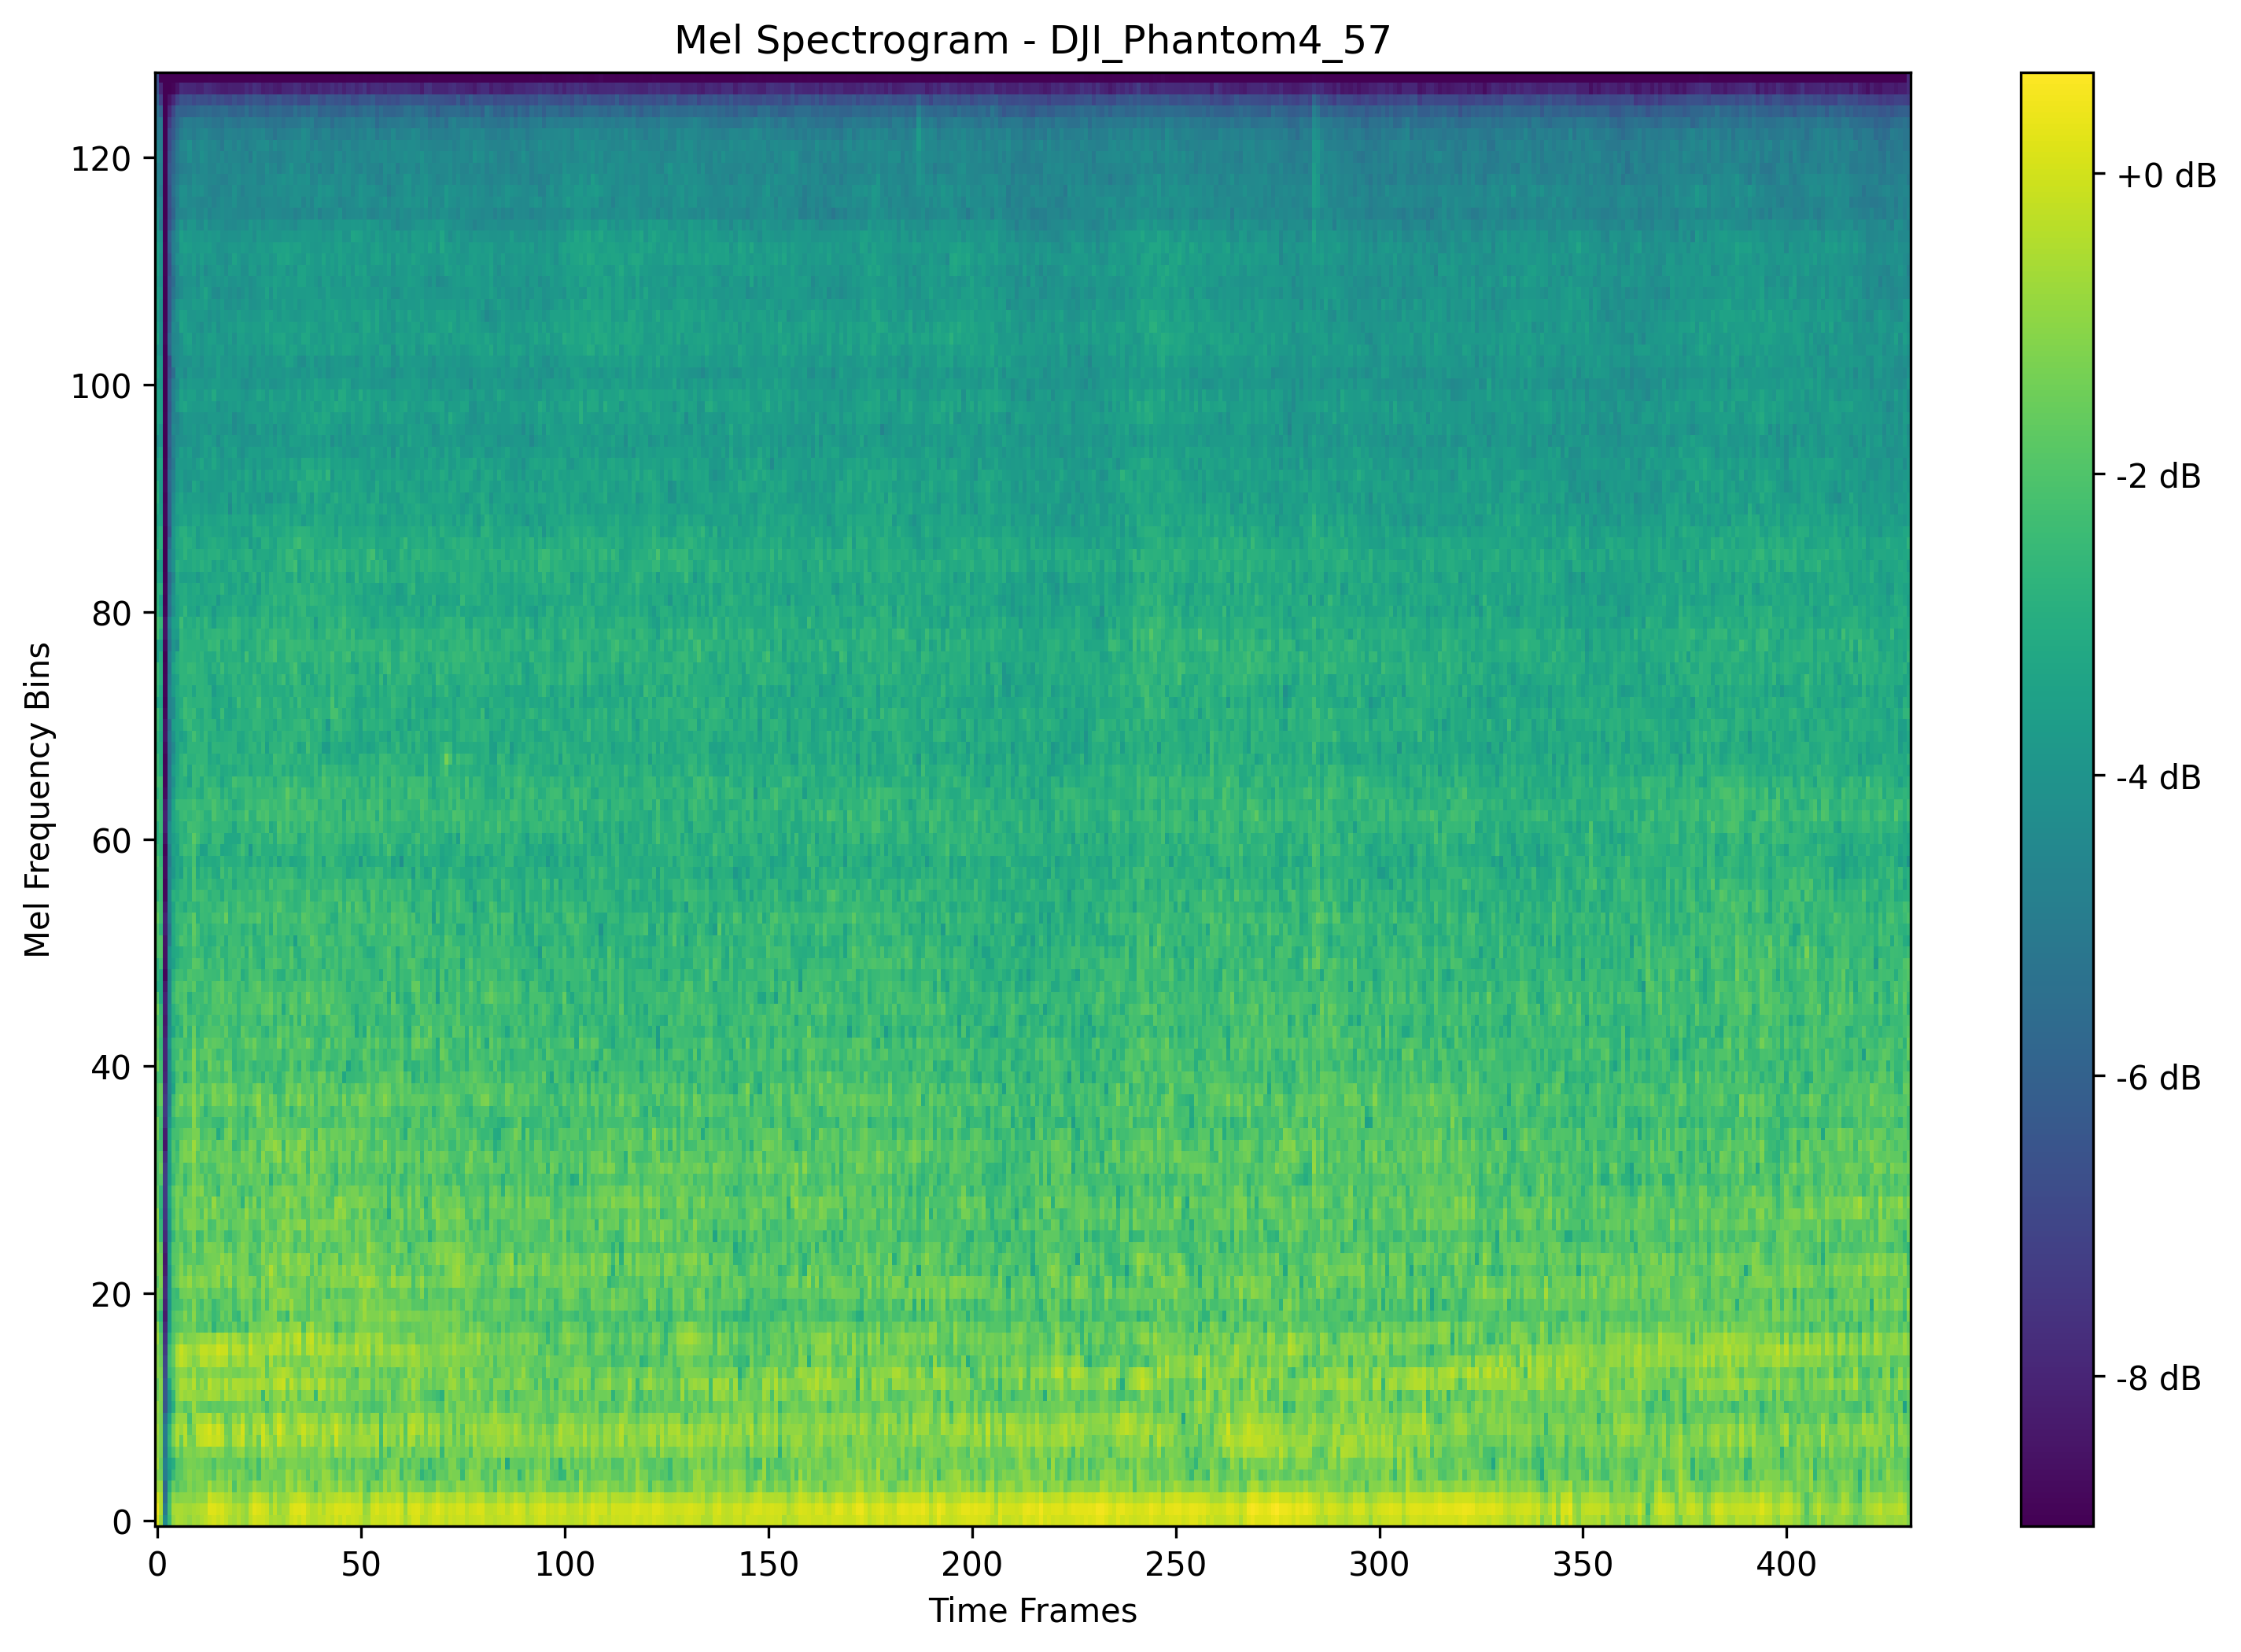 Mel Spectrogram - DJI_Phantom4_57
Mel Frequency Bins
120
100
80
60
40
20
0
0 50 100 150 200 250 300 350 400
Time Frames
+0 dB
-2 dB
-4 dB
-6 dB
-8 dB